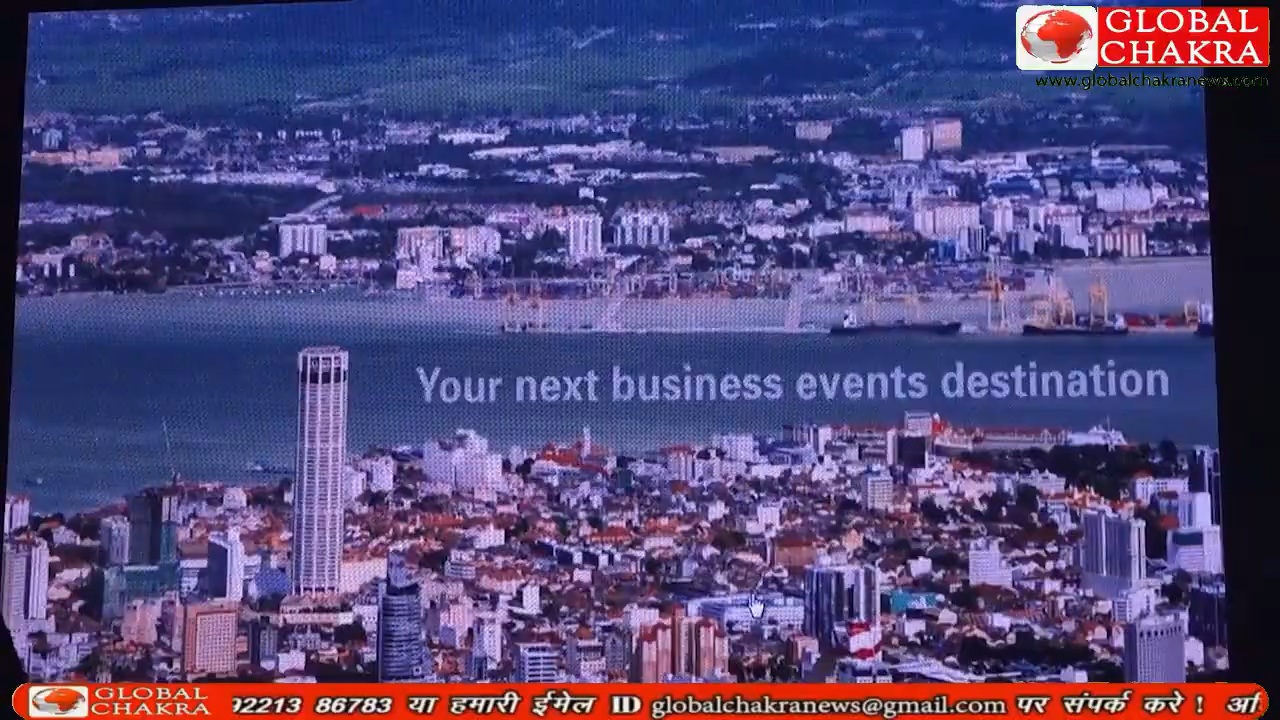 GLOBAL
CHAKRA
www.globalchakranews.com
Your next business events destination
GLOBAL
CHAKRA
92213 86783 या हमारी ईमेल ID globalchakranews@gmail.com पर संपर्क करे !